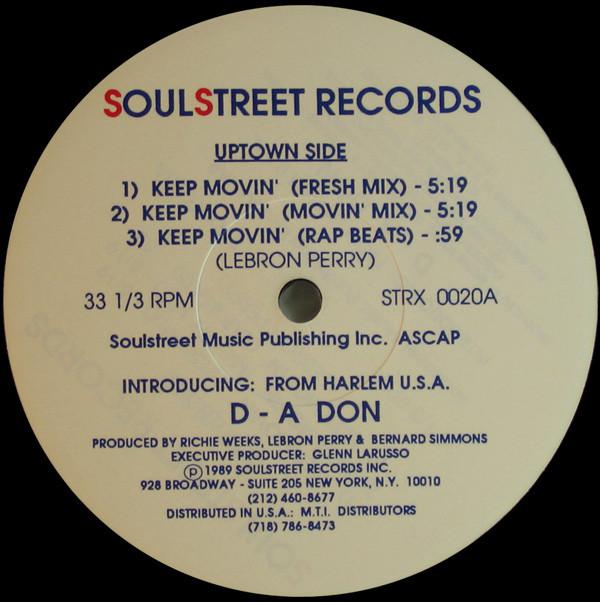 SOULSTREET RECORDS
UPTOWN SIDE
1) KEEP MOVIN' (FRESH MIX) - 5:19
2) KEEP MOVIN' (MOVIN' MIX) - 5:19
3) KEEP MOVIN' (RAP BEATS) - :59
(LEBRON PERRY)
33 1/3 RPM STRX 0020A
Soulstreet Music Publishing Inc. ASCAP
INTRODUCING: FROM HARLEM U.S.A.
D - A DON
PRODUCED BY RICHIE WEEKS, LEBRON PERRY & BERNARD SIMMONS
EXECUTIVE PRODUCER: GLENN LARUSSO
℗ 1989 SOULSTREET RECORDS INC.
928 BROADWAY - SUITE 205 NEW YORK, N.Y. 10010
(212) 460-8677
DISTRIBUTED IN U.S.A.: M.T.I. DISTRIBUTORS
(718) 786-8473